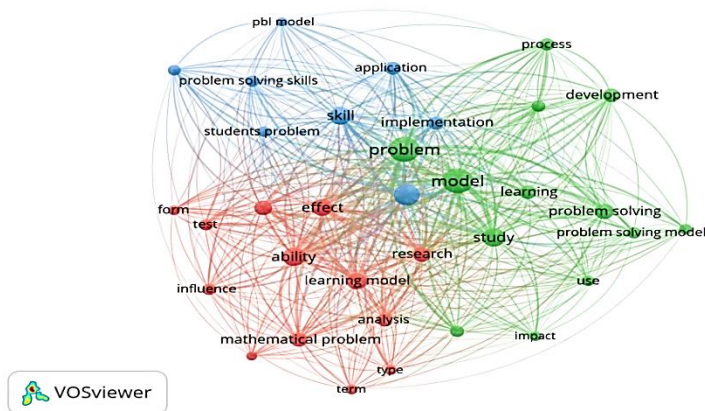 pbl model
process
application
problem solving skills
development
skill
implementation
students problem
problem
model
learning
form
effect
problem solving
test
problem solving model
study
ability
research
learning model
influence
use
analysis
mathematical problem
impact
type
term
VOSviewer